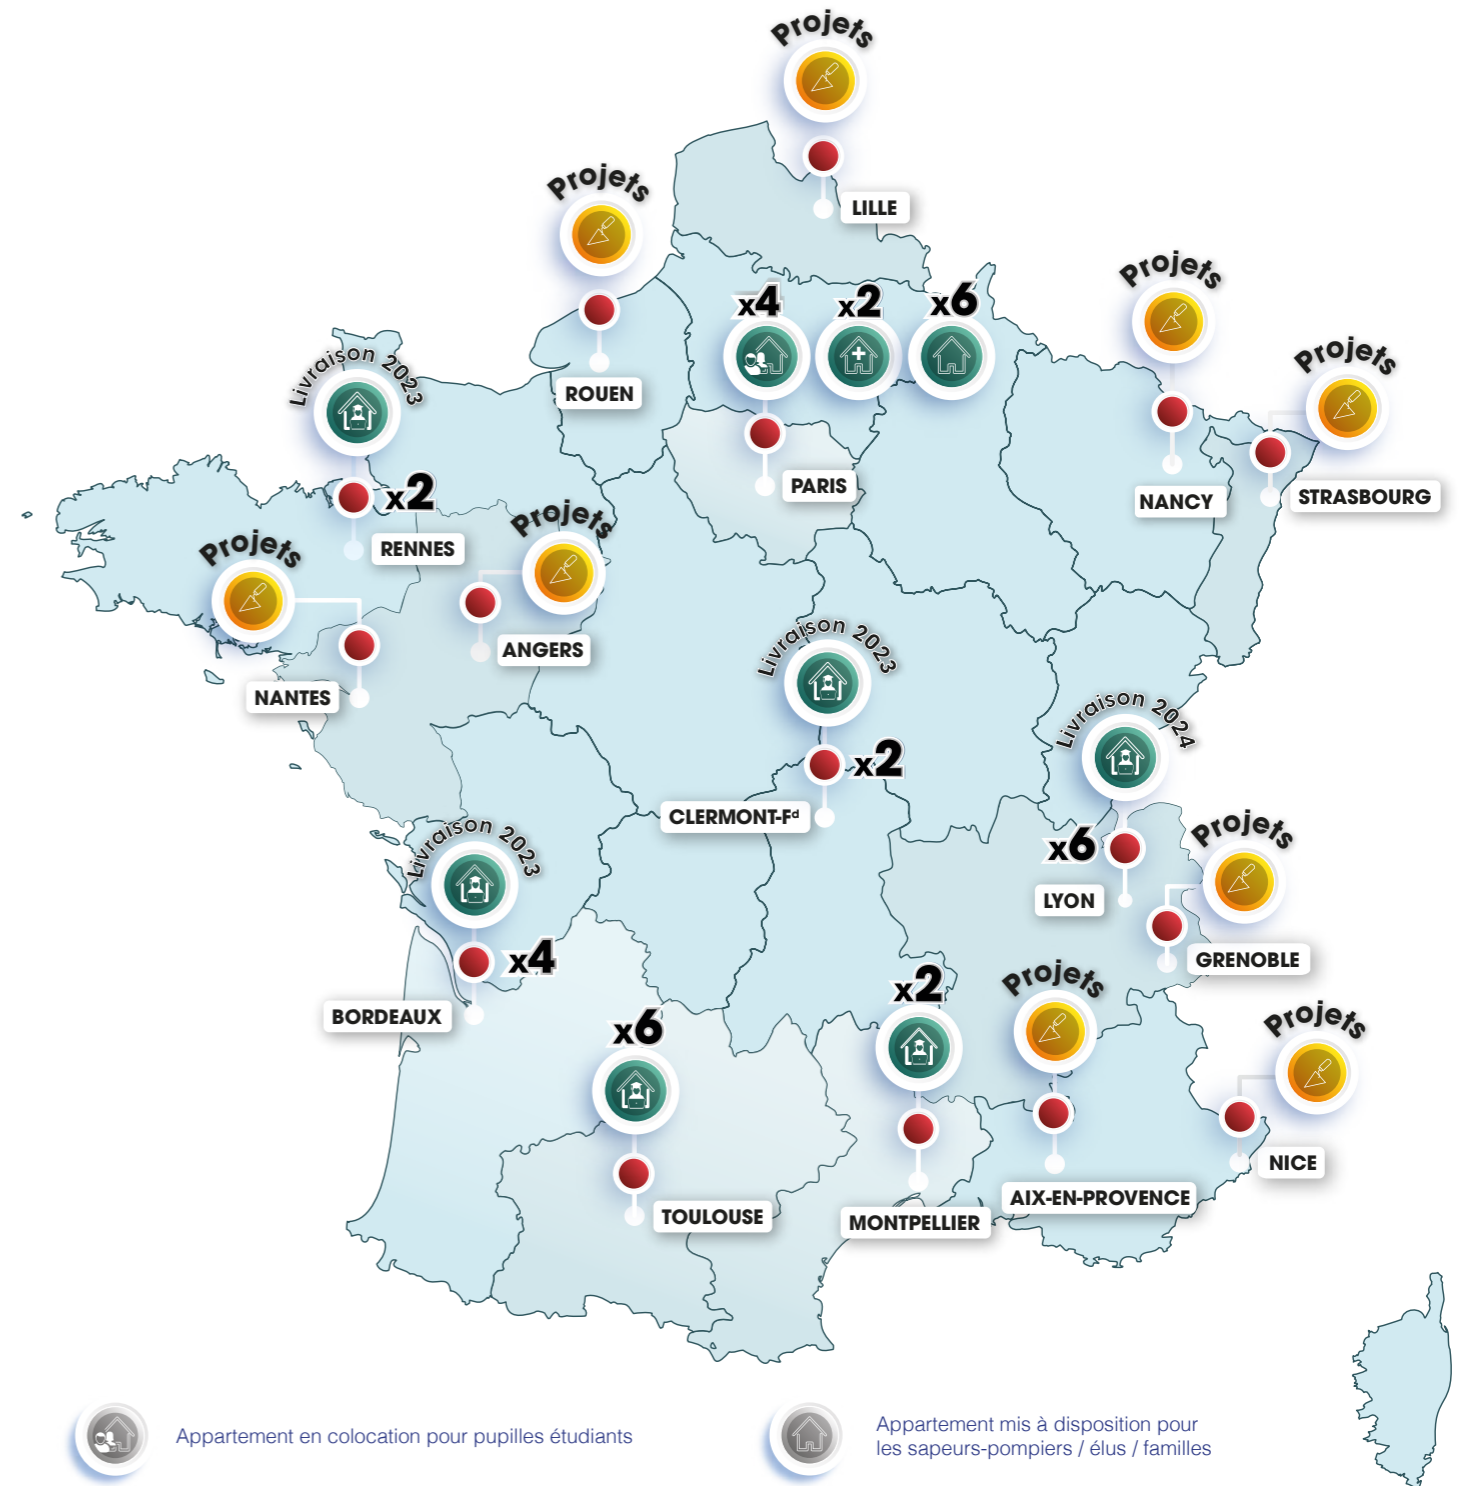 Projets
LILLE
Projets
ROUEN
x4
x2
x6
PARIS
Projets
NANCY
Projets
STRASBOURG
Livraison 2023
x2
RENNES
Projets
NANTES
Projets
ANGERS
Livraison 2023
x2
CLERMONT-Fᵈ
Livraison 2024
x6
LYON
Projets
GRENOBLE
Livraison 2023
x4
BORDEAUX
x6
TOULOUSE
x2
MONTPELLIER
Projets
AIX-EN-PROVENCE
Projets
NICE
Appartement en colocation pour pupilles étudiants
Appartement mis à disposition pour
les sapeurs-pompiers / élus / familles